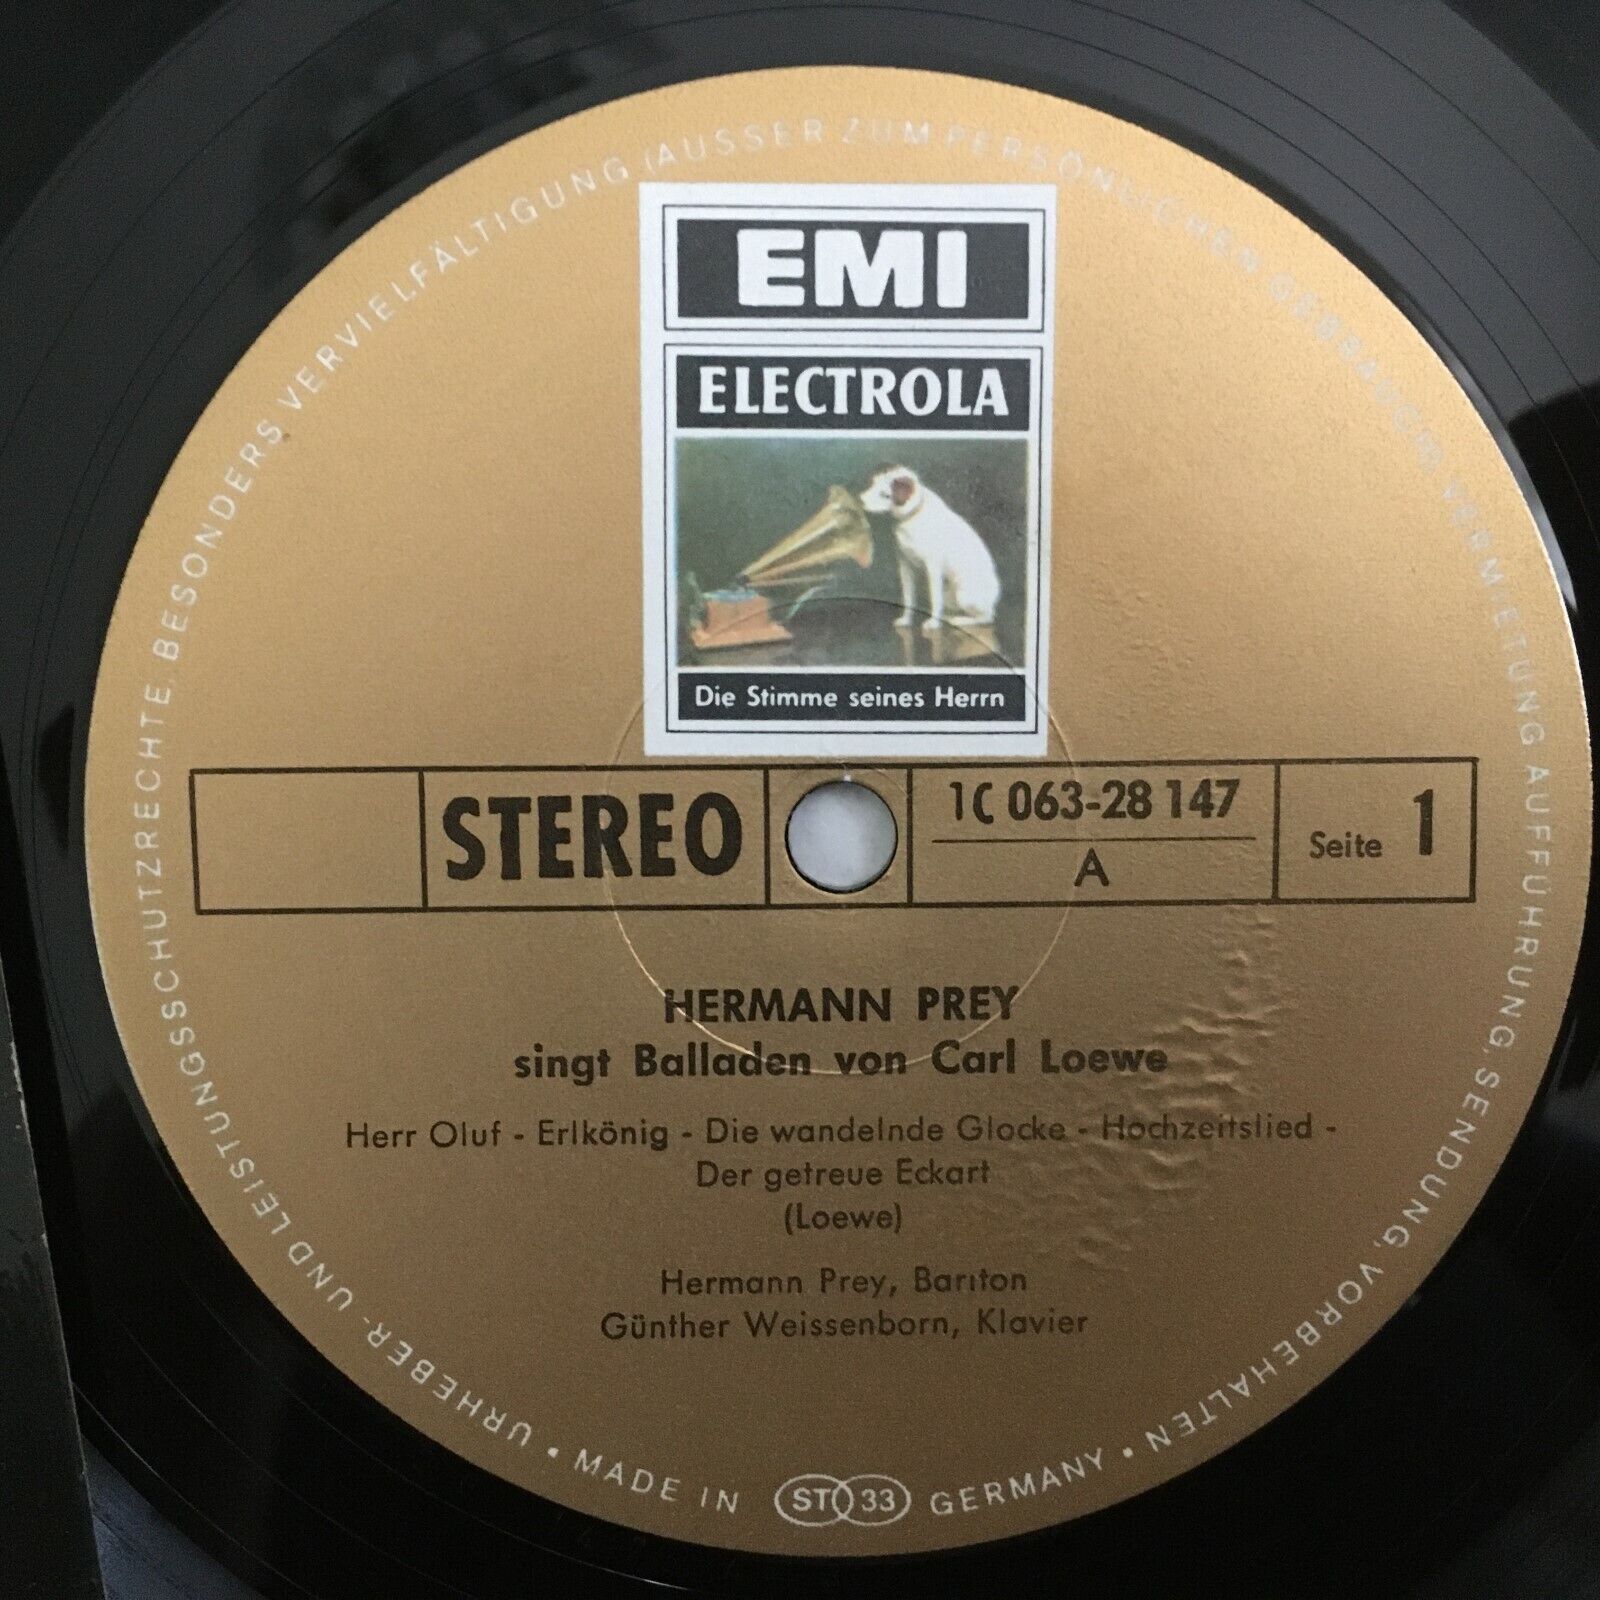 EMI
ELECTROLA
Die Stimme seines Herrn
STEREO
1C 063-28 147
A
Seite 1
HERMANN PREY
singt Balladen von Carl Loewe
Herr Oluf - Erlkönig - Die wandelnde Glocke - Hochzeitslied -
Der getreue Eckart
(Loewe)
Hermann Prey, Bariton
Günther Weissenborn, Klavier
URHEBER- UND LEISTUNGSSCHUTZRECHTE, BESONDERS VERVIELFÄLTIGUNG (AUSSER ZUM PERSÖNLICHEN GEBRAUCH) VERMIETUNG AUFFÜHRUNG, SENDUNG, VORBEHALTEN
• MADE IN ST 33 GERMANY •